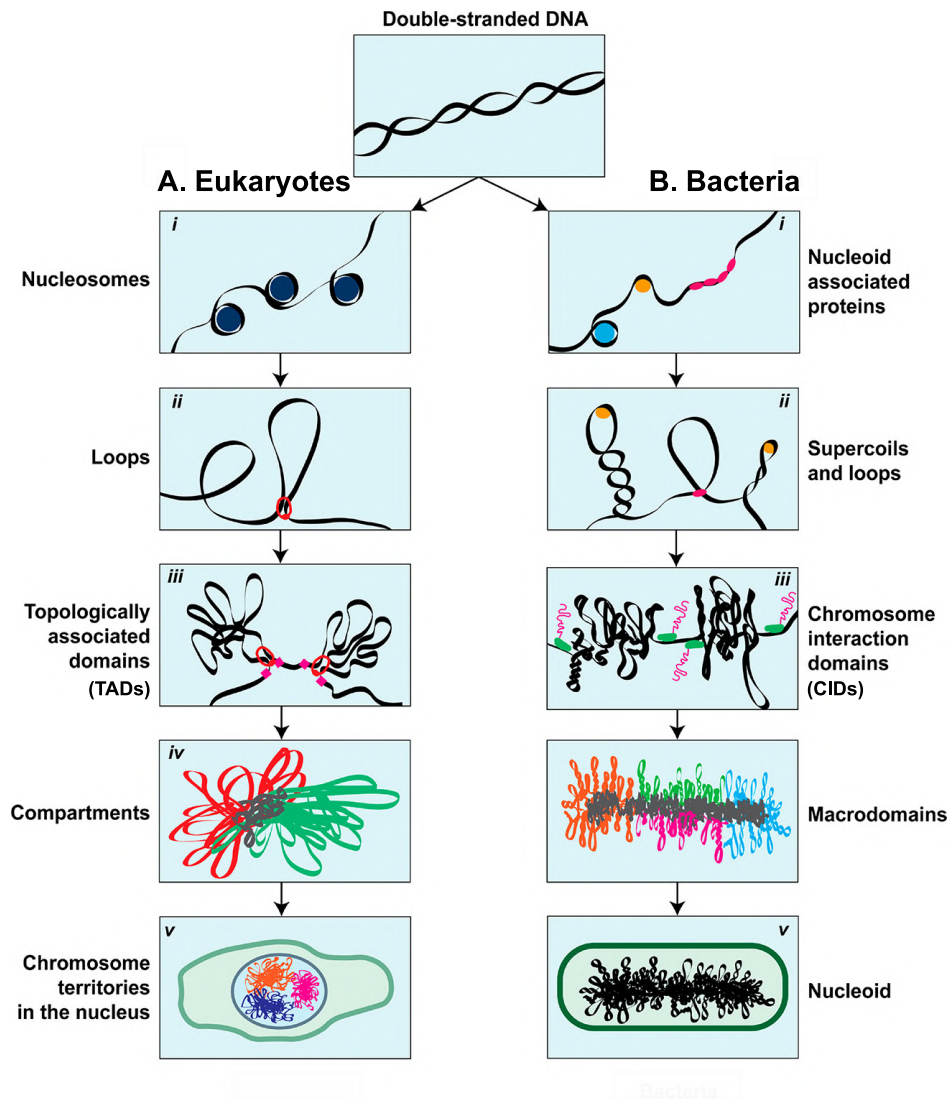 Double-stranded DNA
A. Eukaryotes
B. Bacteria
i
Nucleosomes
i
Nucleoid
associated
proteins
ii
Loops
ii
Supercoils
and loops
iii
Topologically
associated
domains
(TADs)
iii
Chromosome
interaction
domains
(CIDs)
iv
Compartments
Macrodomains
v
Chromosome
territories
in the nucleus
v
Nucleoid
Bacteria